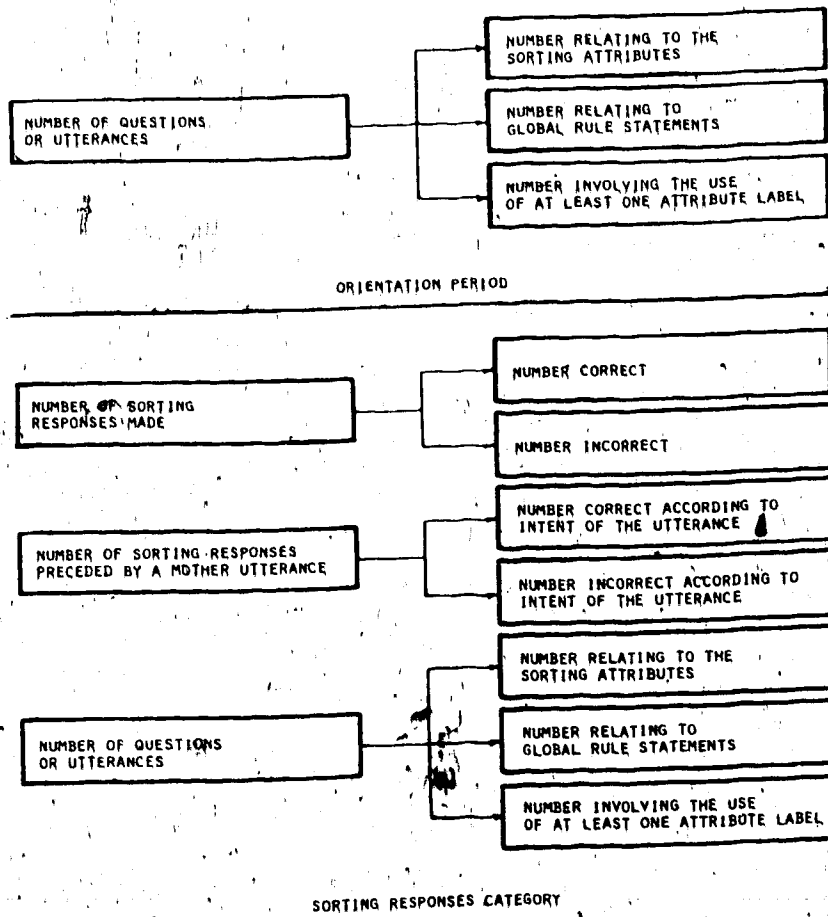 NUMBER OF QUESTIONS
OR UTTERANCES
NUMBER RELATING TO THE
SORTING ATTRIBUTES
NUMBER RELATING TO
GLOBAL RULE STATEMENTS
NUMBER INVOLVING THE USE
OF AT LEAST ONE ATTRIBUTE LABEL
ORIENTATION PERIOD
NUMBER OF SORTING
RESPONSES MADE
NUMBER CORRECT
NUMBER INCORRECT
NUMBER OF SORTING RESPONSES
PRECEDED BY A MOTHER UTTERANCE
NUMBER CORRECT ACCORDING TO
INTENT OF THE UTTERANCE
NUMBER INCORRECT ACCORDING TO
INTENT OF THE UTTERANCE
NUMBER OF QUESTIONS
OR UTTERANCES
NUMBER RELATING TO THE
SORTING ATTRIBUTES
NUMBER RELATING TO
GLOBAL RULE STATEMENTS
NUMBER INVOLVING THE USE
OF AT LEAST ONE ATTRIBUTE LABEL
SORTING RESPONSES CATEGORY